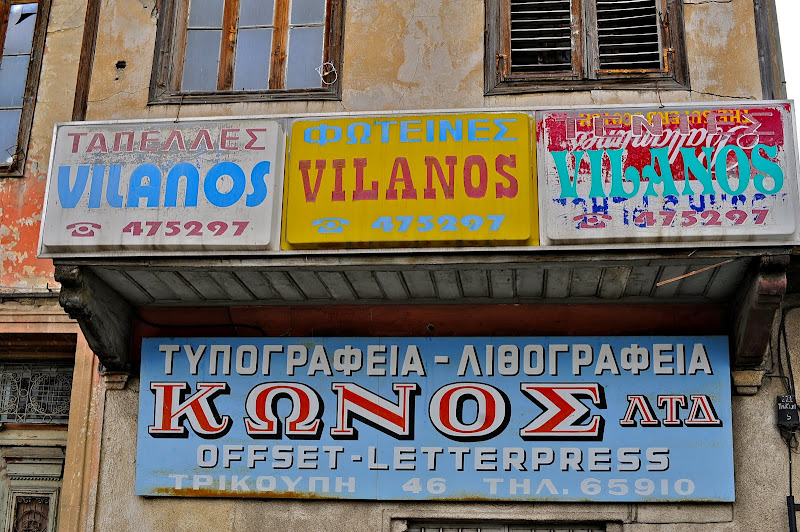 ΤΑΠΕΛΛΕΣ
VILANOS
☎ 475297
ΦΩΤΕΙΝΕΣ
VILANOS
☎ 475297
VILANOS
☎ 475297
ΤΥΠΟΓΡΑΦΕΙΑ - ΛΙΘΟΓΡΑΦΕΙΑ
ΚΩΝΟΣ ΛΤΔ
OFFSET - LETTERPRESS
ΤΡΙΚΟΥΠΗ 46 ΤΗΛ. 65910